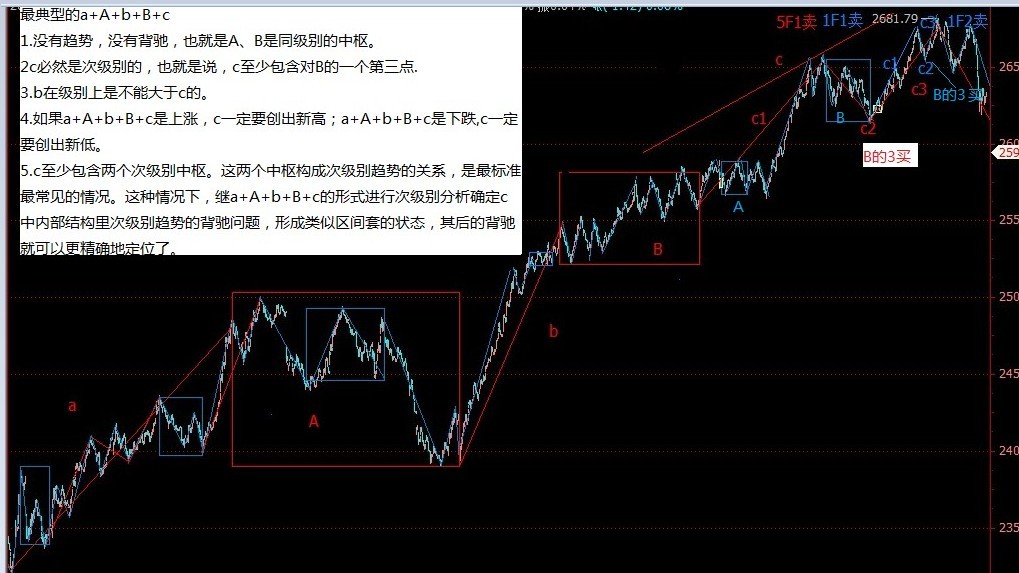 最典型的a+A+b+B+c
1.没有趋势，没有背驰，也就是A、B是同级别的中枢。
2c必然是次级别的，也就是说，c至少包含对B的一个第三点.
3.b在级别上是不能大于c的。
4.如果a+A+b+B+c是上涨，c一定要创出新高；a+A+b+B+c是下跌,c一定
要创出新低。
5.c至少包含两个次级别中枢。这两个中枢构成次级别趋势的关系，是最标准
最常见的情况。这种情况下，继a+A+b+B+c的形式进行次级别分析确定c
中内部结构里次级别趋势的背驰问题，形成类似区间套的状态，其后的背驰
就可以更精确地定位了。
5F1卖 1F1卖 2681.79 c3 1F2卖
c
c1 c2
265
c3 B的3买
c1 B
c2
260
B的3买
259
A
255
B
250
b
245
a
A
240
235